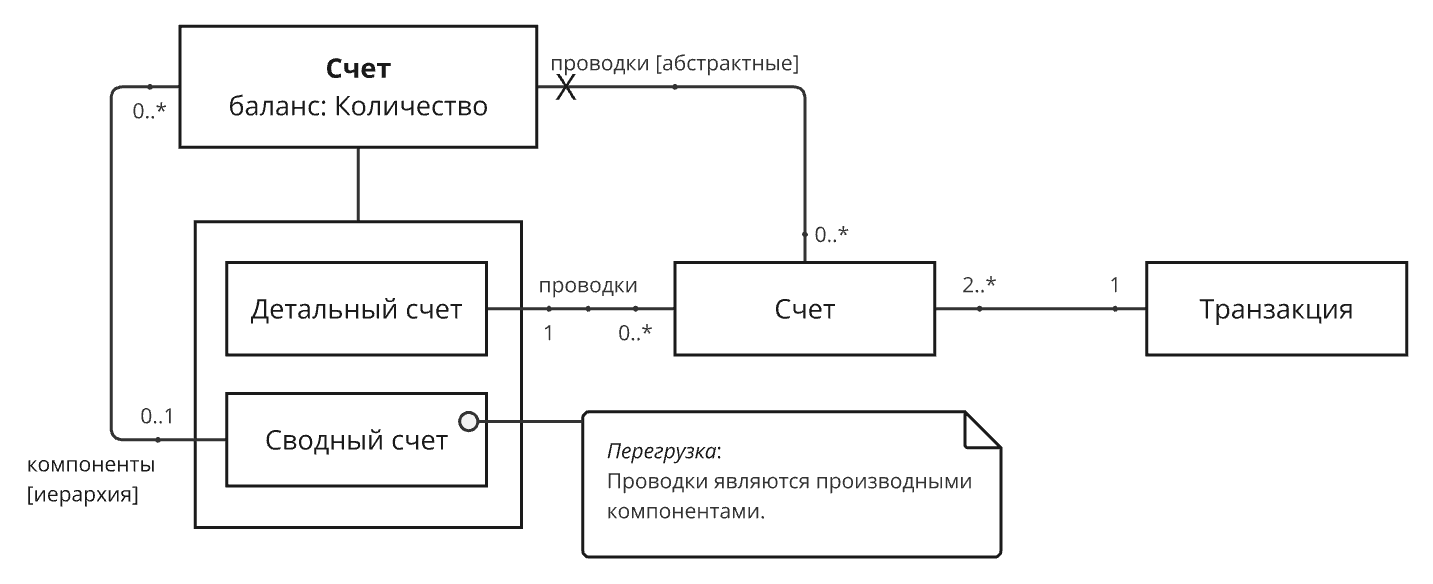 Счет
баланс: Количество
проводки [абстрактные]
X
0..*
0..*
Детальный счет
проводки
1
0..*
Счет
2..*
1
Транзакция
0..1
Сводный счет
компоненты
[иерархия]
Перегрузка:
Проводки являются производными
компонентами.